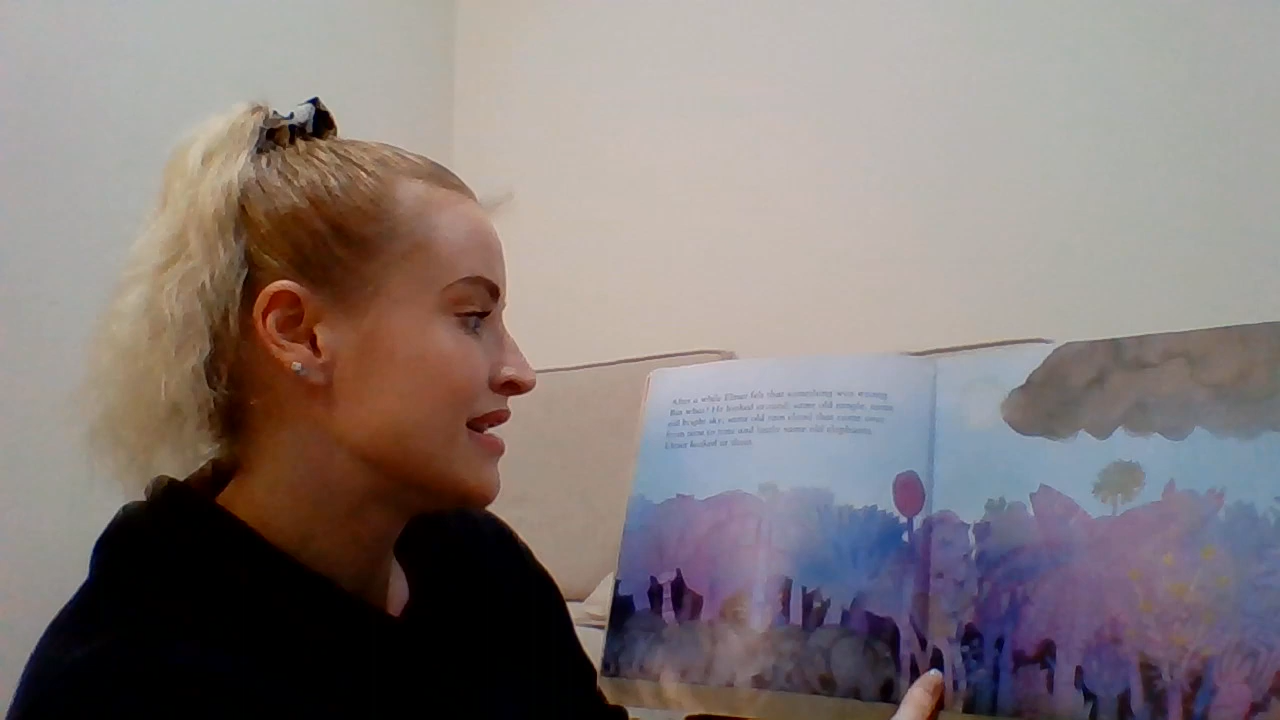 After a while Elmer felt that something was wrong.
But what? He looked around; same old jungle, same
old bright sky, same old rain cloud that came over
from time to time and lastly same old elephants.
Elmer looked at them.